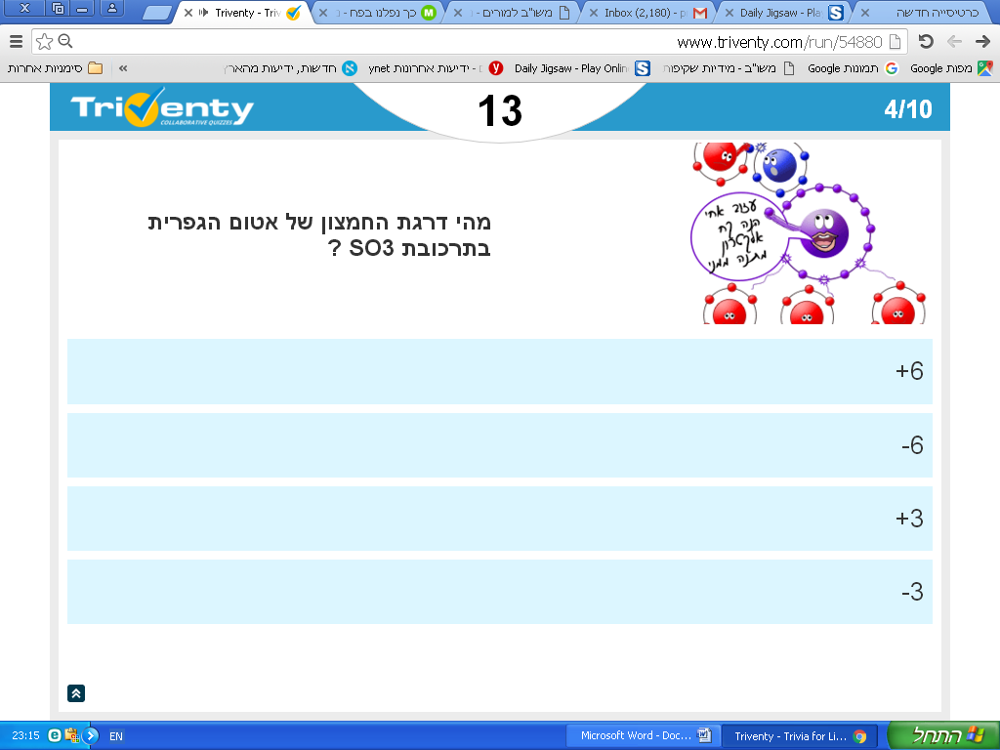 Triventy - Triv
כך נפלנו בפח -
משו"ב למורים -
Inbox (2,180) - p
Daily Jigsaw - Pla
כרטיסייה חדשה
www.triventy.com/run/54880
סימניות אחרות
»
חדשות, ידיעות מהארץ
ynet ידיעות אחרונות -
Daily Jigsaw - Play Onlin
משו"ב - מידיות שקיפות
תמונות Google
מפות Google
Triventy
COLLABORATIVE QUIZZES
13
4/10
מהי דרגת החמצון של אטום הגפרית
בתרכובת SO3 ?
עזוב אחי
הנה קח
אלקטרון
מתנה ממני
+6
-6
+3
-3
23:15
EN
Microsoft Word - Doc...
Triventy - Trivia for Li...
התחל